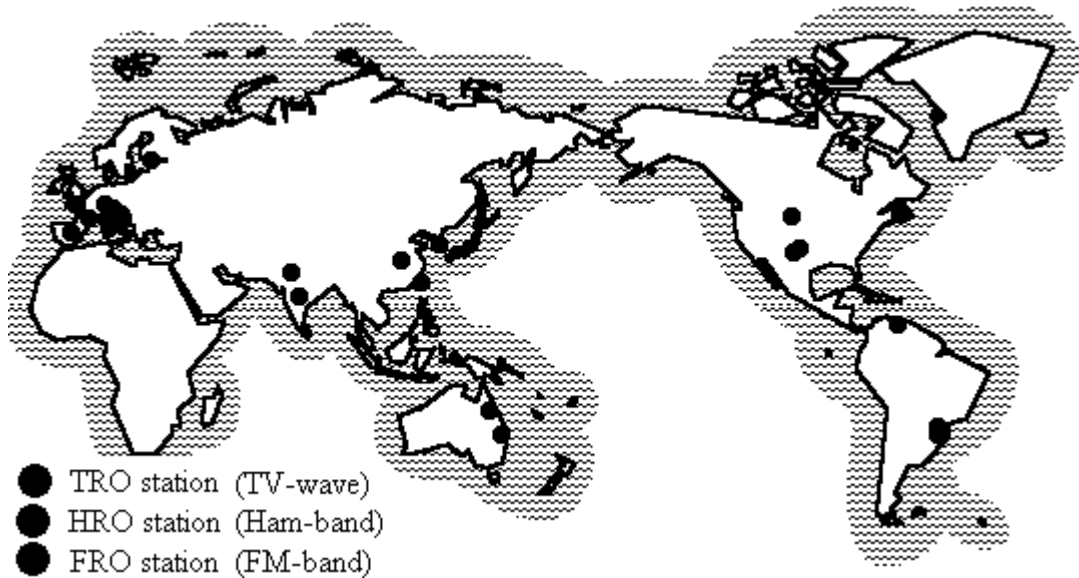 TRO station (TV-wave)
HRO station (Ham-band)
FRO station (FM-band)